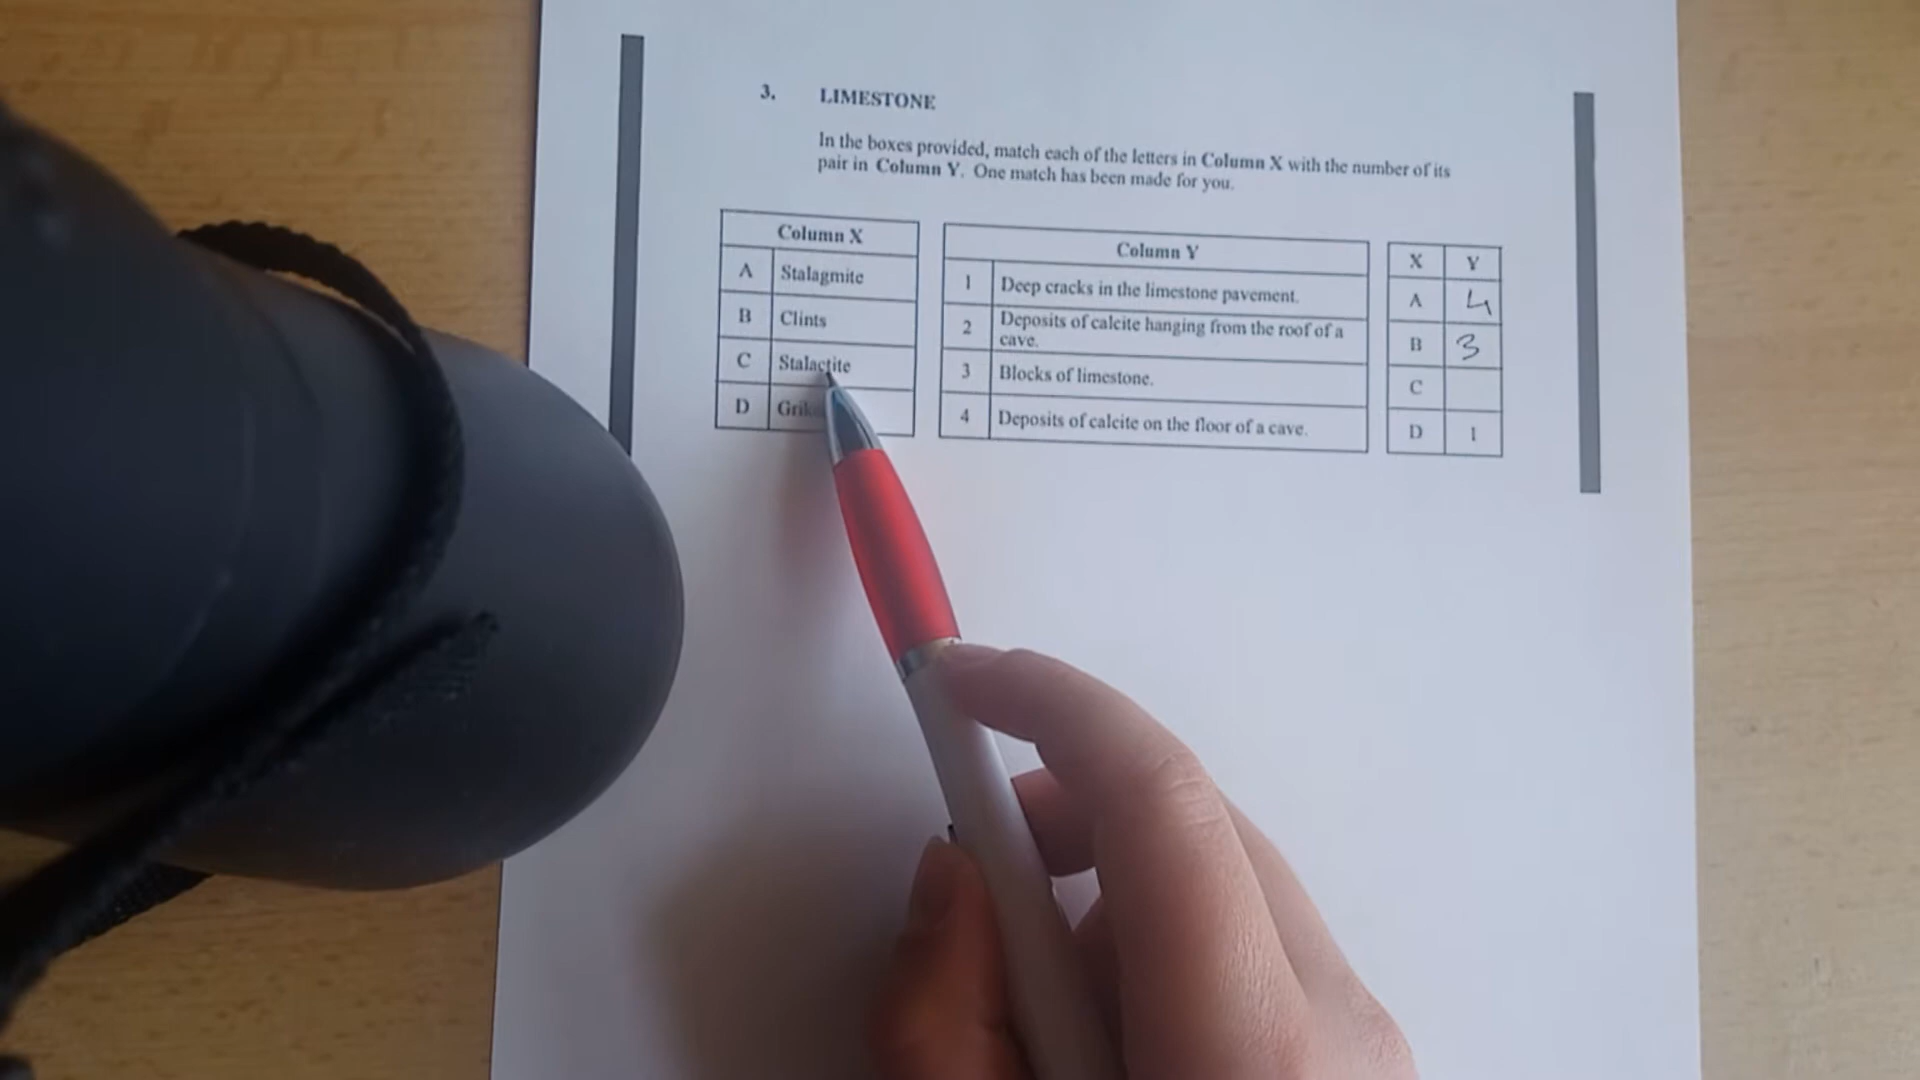 3. LIMESTONE
In the boxes provided, match each of the letters in Column X with the number of its
pair in Column Y. One match has been made for you.
Column X
A Stalagmite
B Clints
C Stalactite
D
Column Y
1 Deep cracks in the limestone pavement.
2 Deposits of calcite hanging from the roof of a
cave.
3 Blocks of limestone.
4 Deposits of calcite on the floor of a cave.
X Y
A 4
B 3
C
D 1